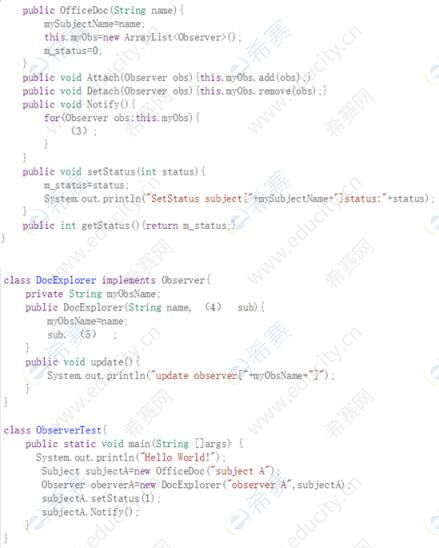 public OfficeDoc(String name){
mySubjectName=name;
this.myObs=new ArrayList<Observer>();
m_status=0;
}
public void Attach(Observer obs){this.myObs.add(obs);}
public void Detach(Observer obs){this.myObs.remove(obs);}
public void Notify(){
for(Observer obs:this.myObs){
（3）;
}
}
public void setStatus(int status){
m_status=status;
System.out.println("SetStatus subject["+mySubjectName+"]status:"+status);
}
public int getStatus(){return m_status;}
}
class DocExplorer implements Observer{
private String myObsName;
public DocExplorer(String name, （4） sub){
myObsName=name;
sub. （5） ;
}
public void update(){
System.out.println("update observer["+myObsName+"]");
}
}
class ObserverTest{
public static void main(String []args) {
System.out.println("Hello World!");
Subject subjectA=new OfficeDoc("subject A");
Observer oberverA=new DocExplorer("observer A",subjectA);
subjectA.setStatus(1);
subjectA.Notify();
}
}
希赛网
www.educity.cn